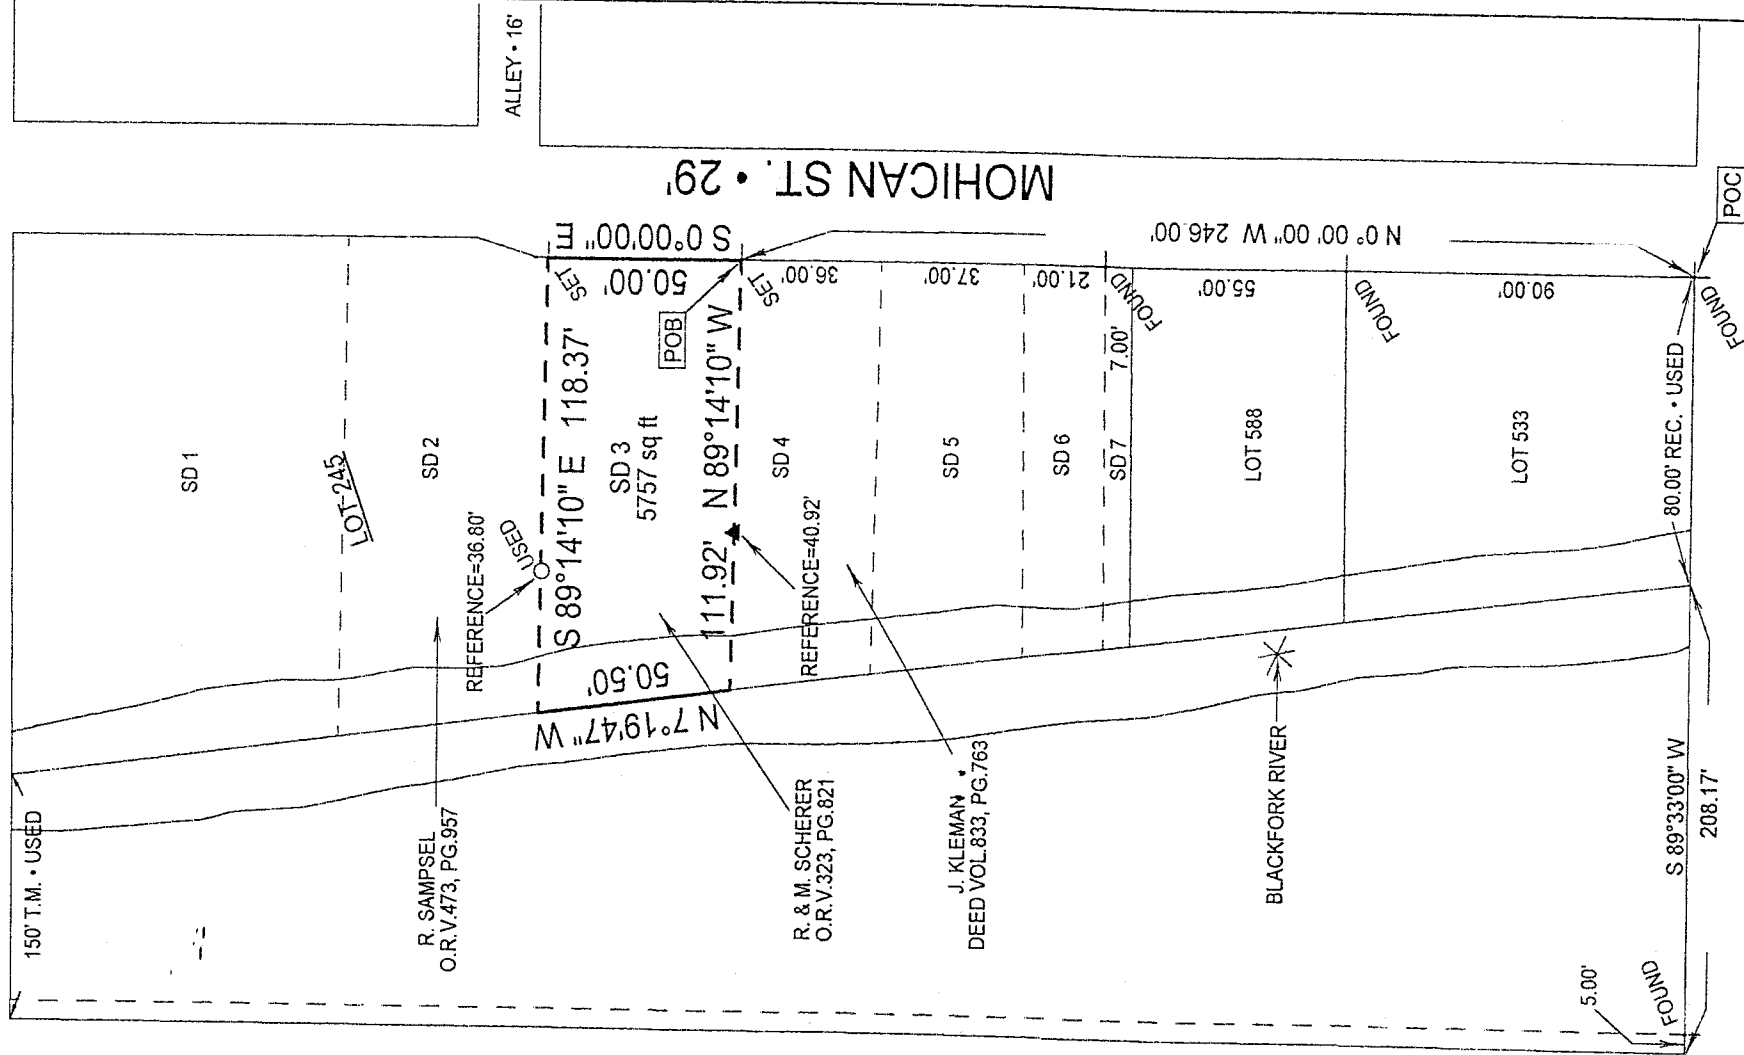 ALLEY • 16'
MOHICAN ST. • 29'
SD 1
LOT 245
SD 2
R. SAMPSEL
O.R.V.473, PG.957
REFERENCE=36.80'
USED
S 89°14'10" E 118.37'
SET
S 0°00'00" E
50.00'
SD 3
5757 sq ft
POB
111.92' N 89°14'10" W
SET
N 7°19'47" W
50.50'
REFERENCE=40.92'
R. & M. SCHERER
O.R.V.323, PG.821
SD 4
36.00'
J. KLEMAN
DEED VOL.833, PG.763
SD 5
37.00'
SD 6
21.00'
SD 7
7.00'
FOUND
N 0° 00' 00" W 246.00'
LOT 588
55.00'
FOUND
LOT 533
90.00'
FOUND
POC
80.00' REC. • USED
BLACKFORK RIVER
S 89°33'00" W
208.17'
5.00'
FOUND
150' T.M. • USED